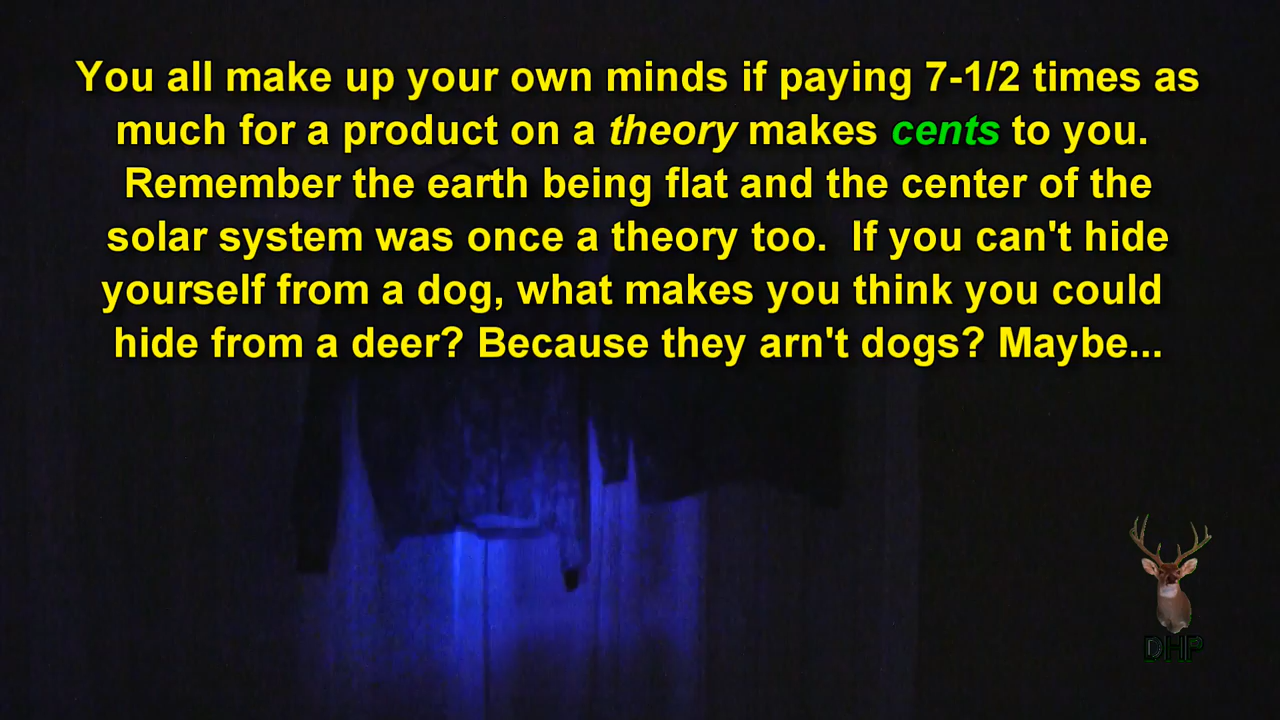 You all make up your own minds if paying 7-1/2 times as
much for a product on a theory makes cents to you.
Remember the earth being flat and the center of the
solar system was once a theory too.  If you can't hide
yourself from a dog, what makes you think you could
hide from a deer? Because they arn't dogs? Maybe...
DHP